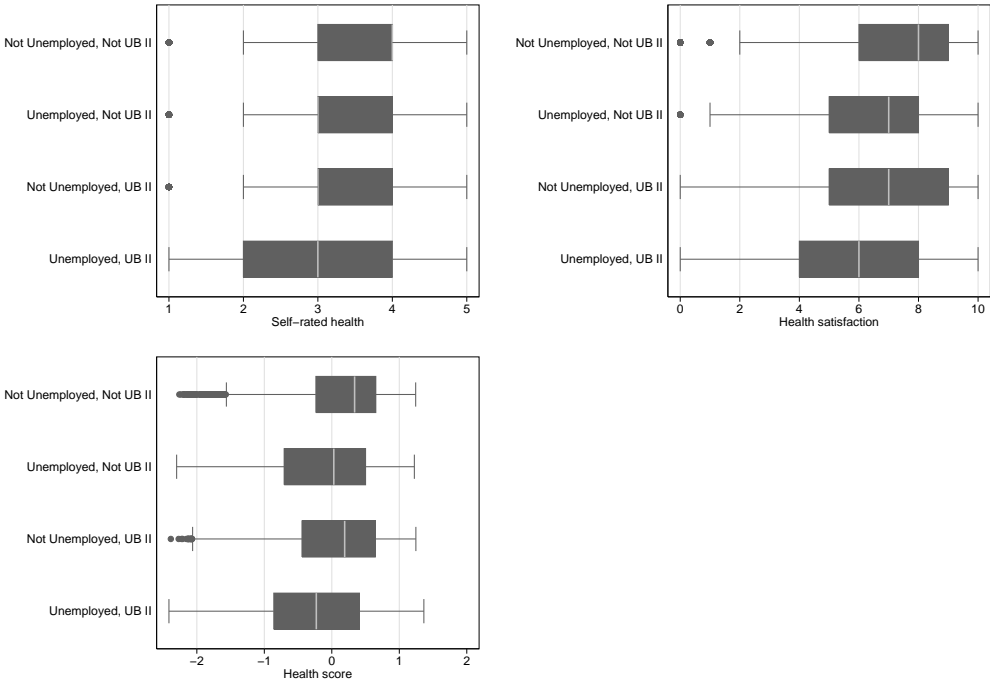 Not Unemployed, Not UB II
Unemployed, Not UB II
Not Unemployed, UB II
Unemployed, UB II
1 2 3 4 5
Self−rated health
Not Unemployed, Not UB II
Unemployed, Not UB II
Not Unemployed, UB II
Unemployed, UB II
0 2 4 6 8 10
Health satisfaction
Not Unemployed, Not UB II
Unemployed, Not UB II
Not Unemployed, UB II
Unemployed, UB II
−2 −1 0 1 2
Health score